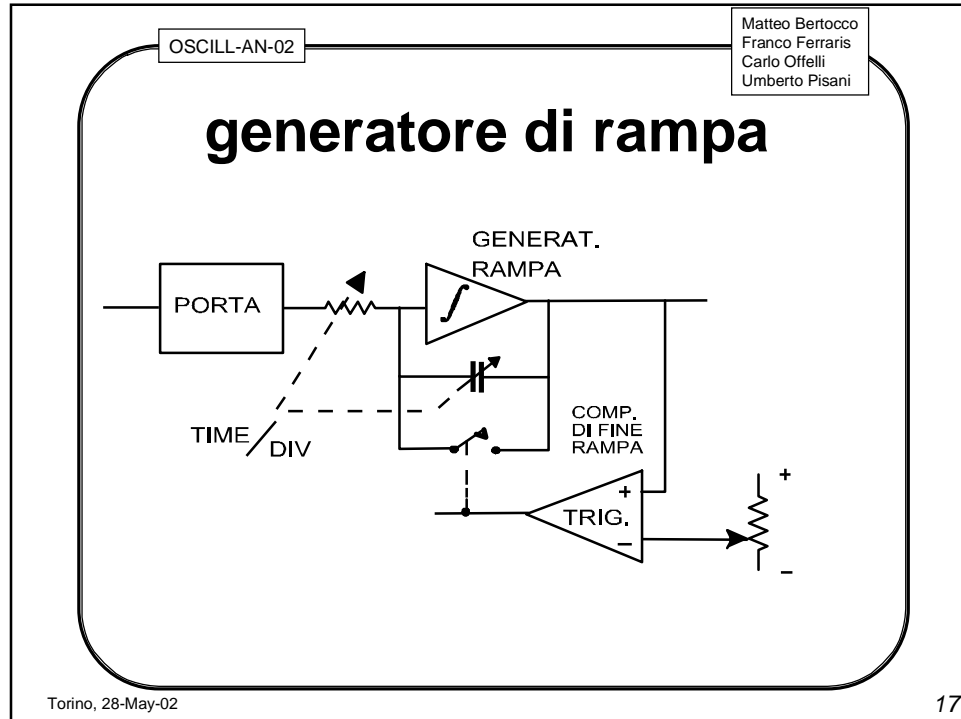 OSCILL-AN-02
Matteo Bertocco
Franco Ferraris
Carlo Offelli
Umberto Pisani
generatore di rampa
GENERAT.
RAMPA
PORTA
∫
TIME/DIV
COMP.
DI FINE
RAMPA
+
TRIG.
−
+
−
Torino, 28-May-02
17